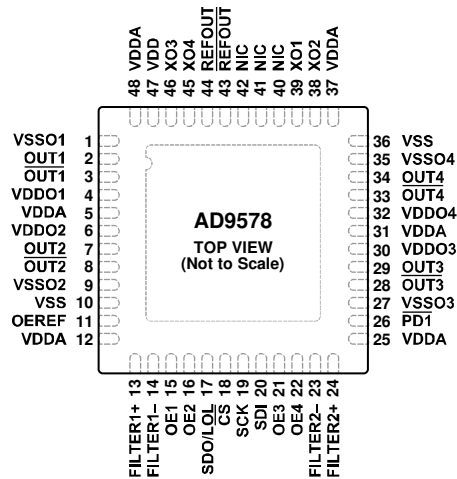 48 VDDA
47 VDD
46 XO3
45 XO4
44 REFOUT
43 REFOUT
42 NIC
41 NIC
40 NIC
39 XO1
38 XO2
37 VDDA
VSSO1 1
OUT1 2
OUT1 3
VDDO1 4
VDDA 5
VDDO2 6
OUT2 7
OUT2 8
VSSO2 9
VSS 10
OEREF 11
VDDA 12
AD9578
TOP VIEW
(Not to Scale)
36 VSS
35 VSSO4
34 OUT4
33 OUT4
32 VDDO4
31 VDDA
30 VDDO3
29 OUT3
28 OUT3
27 VSSO3
26 PD1
25 VDDA
FILTER1+ 13
FILTER1– 14
OE1 15
OE2 16
SDO/LOL 17
CS 18
SCK 19
SDI 20
OE3 21
OE4 22
FILTER2– 23
FILTER2+ 24